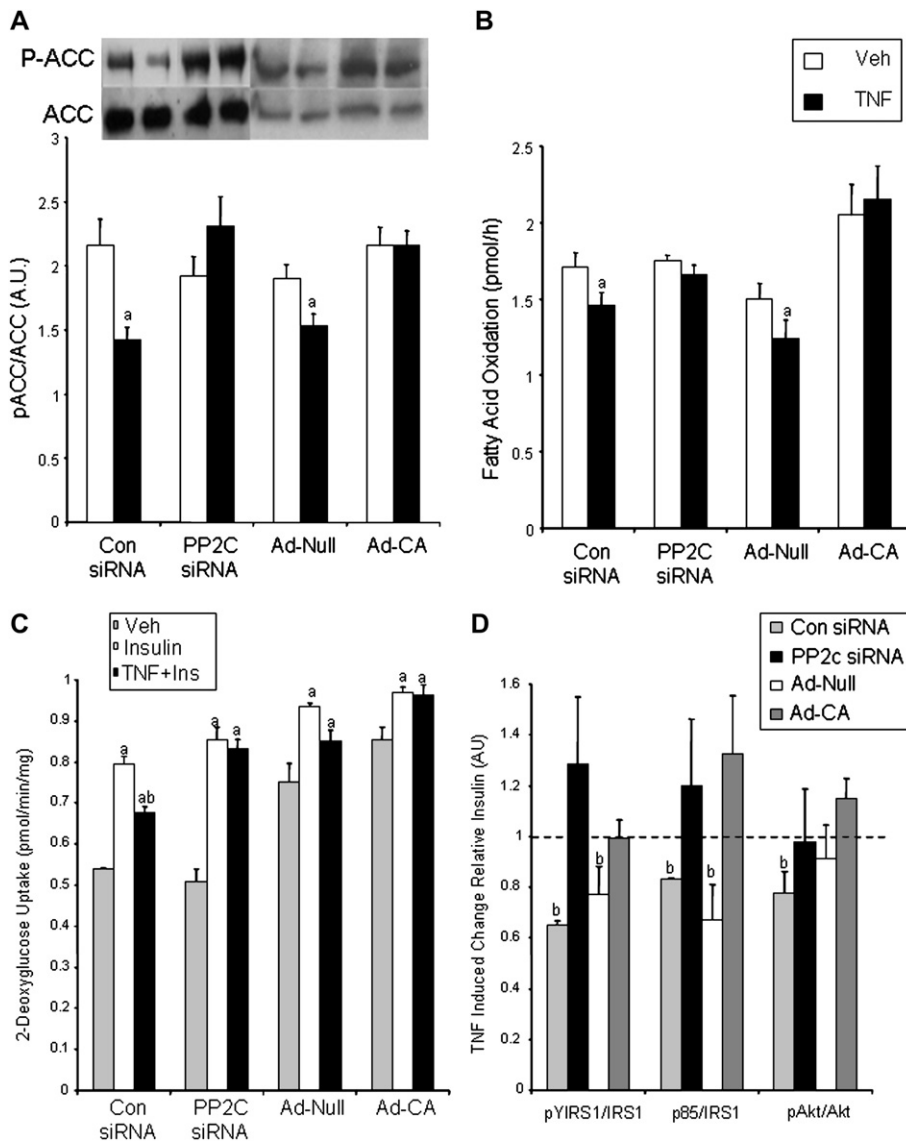 A
P-ACC
ACC
pACC/ACC (A.U.)
3
2.5
2
1.5
1
0.5
0
a
a
Con
siRNA
PP2C
siRNA
Ad-Null
Ad-CA
B
Veh
TNF
Fatty Acid Oxidation (pmol/h)
2.5
2
1.5
1
0.5
0
a
a
Con
siRNA
PP2C
siRNA
Ad-Null
Ad-CA
C
Veh
Insulin
TNF+Ins
2-Deoxyglucose Uptake (pmol/min/mg)
1
0.9
0.8
0.7
0.6
0.5
0.4
0.3
0.2
0.1
0
a
ab
a
a
a
a
a
a
Con
siRNA
PP2C
siRNA
Ad-Null
Ad-CA
D
Con siRNA
PP2c siRNA
Ad-Null
Ad-CA
TNF Induced Change Relative Insulin (AU)
1.6
1.4
1.2
1
0.8
0.6
0.4
0.2
0
b
b
b
b
b
pYIRS1/IRS1
p85/IRS1
pAkt/Akt